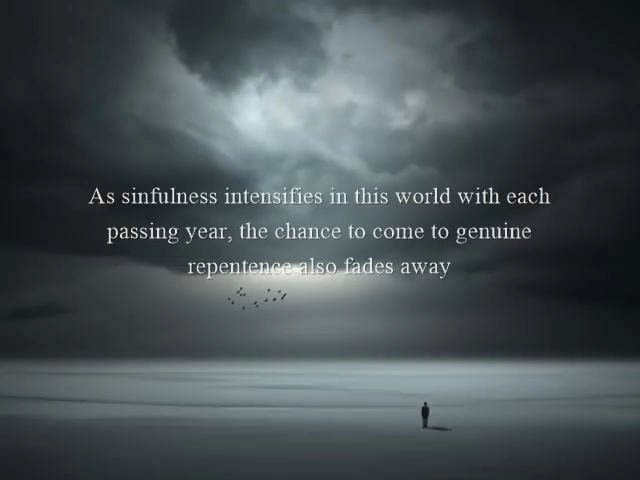 As sinfulness intensifies in this world with each
passing year, the chance to come to genuine
repentence also fades away